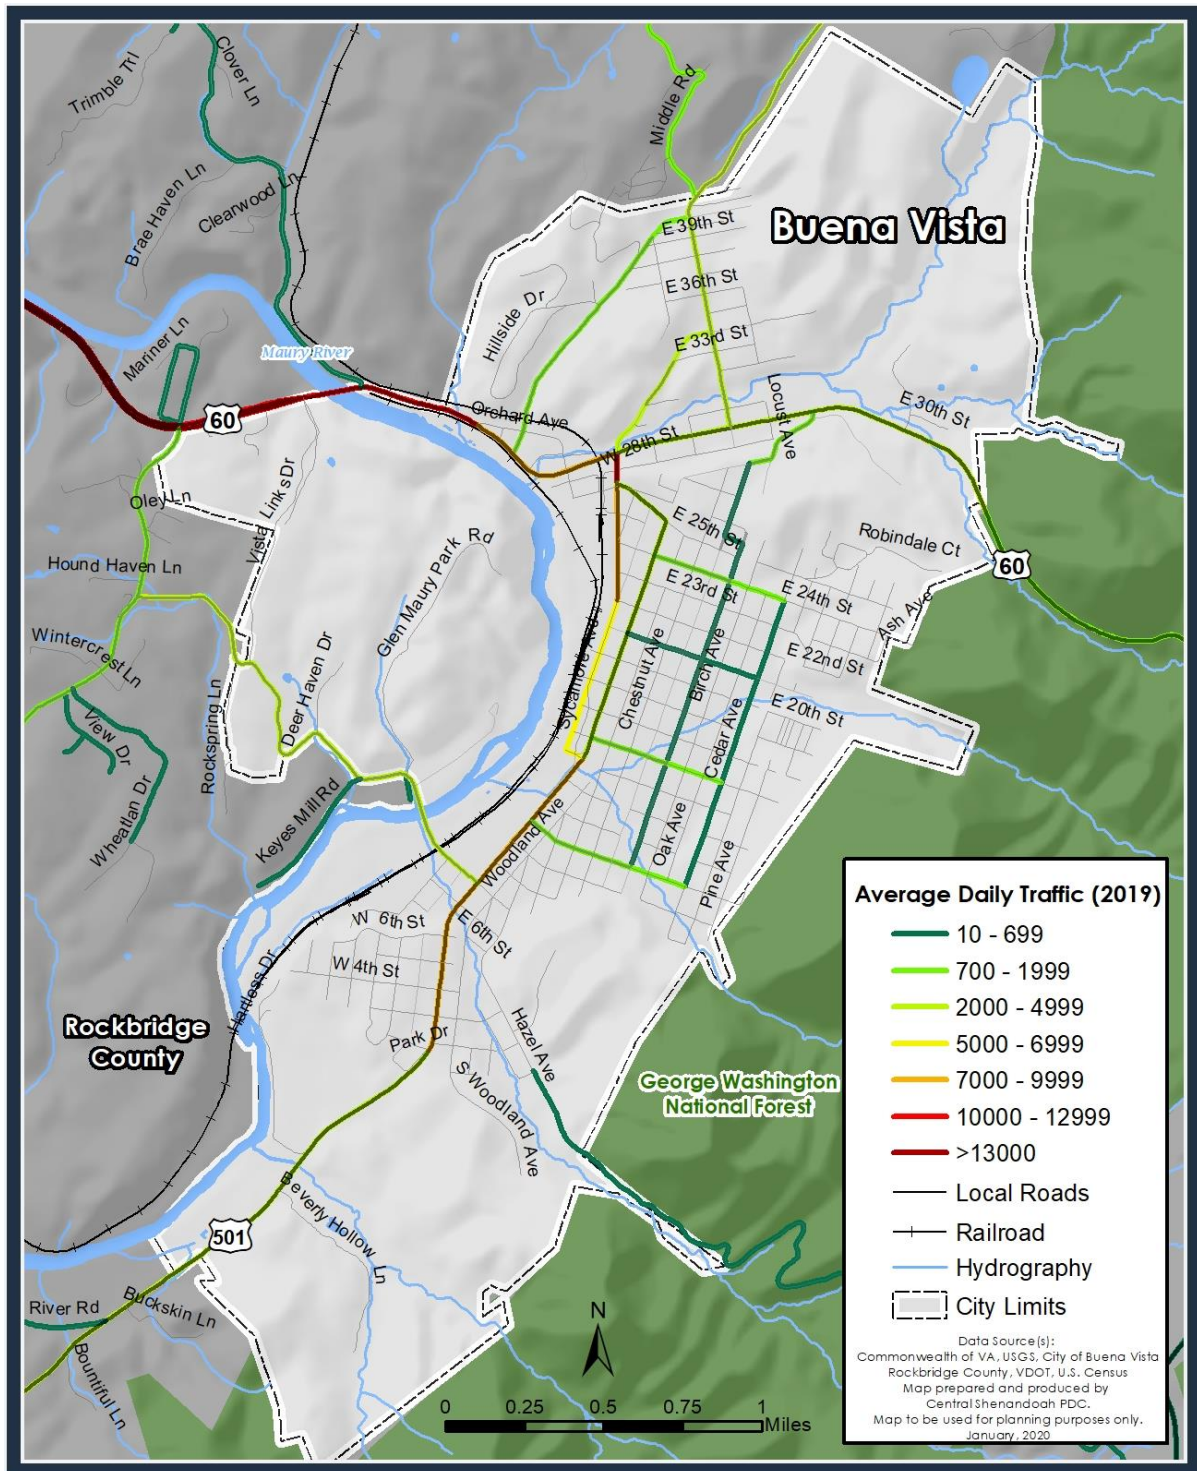 Trimble Trl
Clover Ln
Middle Rd
Brae Haven Ln
Clearwood Ln
Buena Vista
E 39th St
E 36th St
Hillside Dr
E 33rd St
Mariner Ln
Maury River
Locust Ave
60
Orchard Ave
E 30th St
W 28th St
Oley Ln
Vista Links Dr
E 25th St
Robindale Ct
Hound Haven Ln
Glen Maury Park Rd
60
E 23rd St
E 24th St
Ash Ave
Wintercrest Ln
Sycamore Ave
Chestnut Ave
Birch Ave
E 22nd St
Rockspring Ln
Deer Haven Dr
E 20th St
View Dr
Cedar Ave
Wheatlan Dr
Keyes Mill Rd
Woodland Ave
Oak Ave
Pine Ave
W 6th St
E 6th St
W 4th St
Hartless Dr
Rockbridge
County
Park Dr
Hazel Ave
S Woodland Ave
George Washington
National Forest
Beverly Hollow Ln
501
River Rd
Buckskin Ln
Bountiful Ln
N
0 0.25 0.5 0.75 1
Miles
Average Daily Traffic (2019)
10 - 699
700 - 1999
2000 - 4999
5000 - 6999
7000 - 9999
10000 - 12999
>13000
Local Roads
Railroad
Hydrography
City Limits
Data Source(s):
Commonwealth of VA, USGS, City of Buena Vista
Rockbridge County, VDOT, U.S. Census
Map prepared and produced by
Central Shenandoah PDC.
Map to be used for planning purposes only.
January, 2020